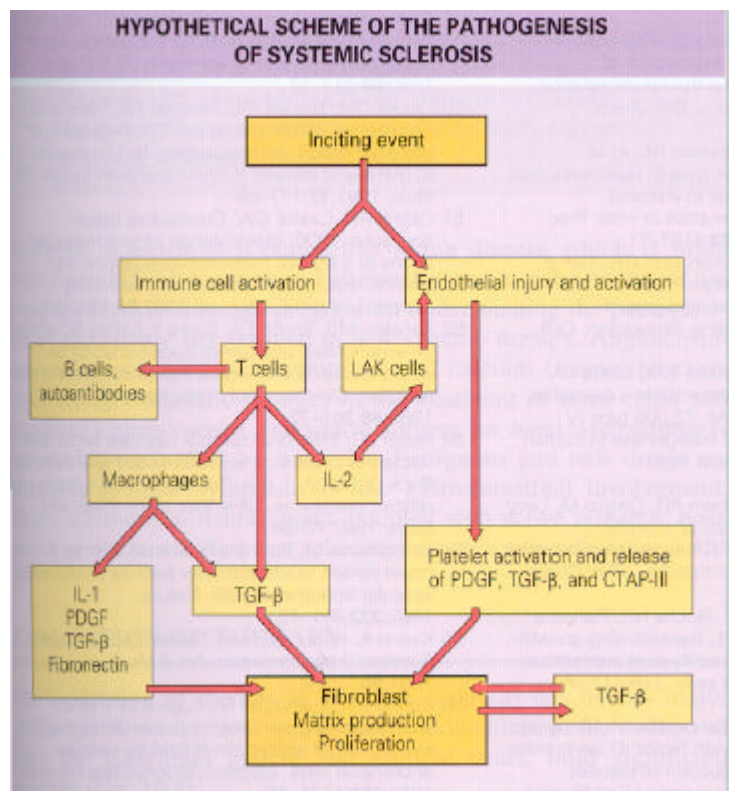 HYPOTHETICAL SCHEME OF THE PATHOGENESIS
OF SYSTEMIC SCLEROSIS
Inciting event
Immune cell activation
Endothelial injury and activation
B cells,
autoantibodies
T cells
LAK cells
Macrophages
IL-2
Platelet activation and release
of PDGF, TGF-β, and CTAP-III
IL-1
PDGF
TGF-β
Fibronectin
TGF-β
Fibroblast
Matrix production
Proliferation
TGF-β